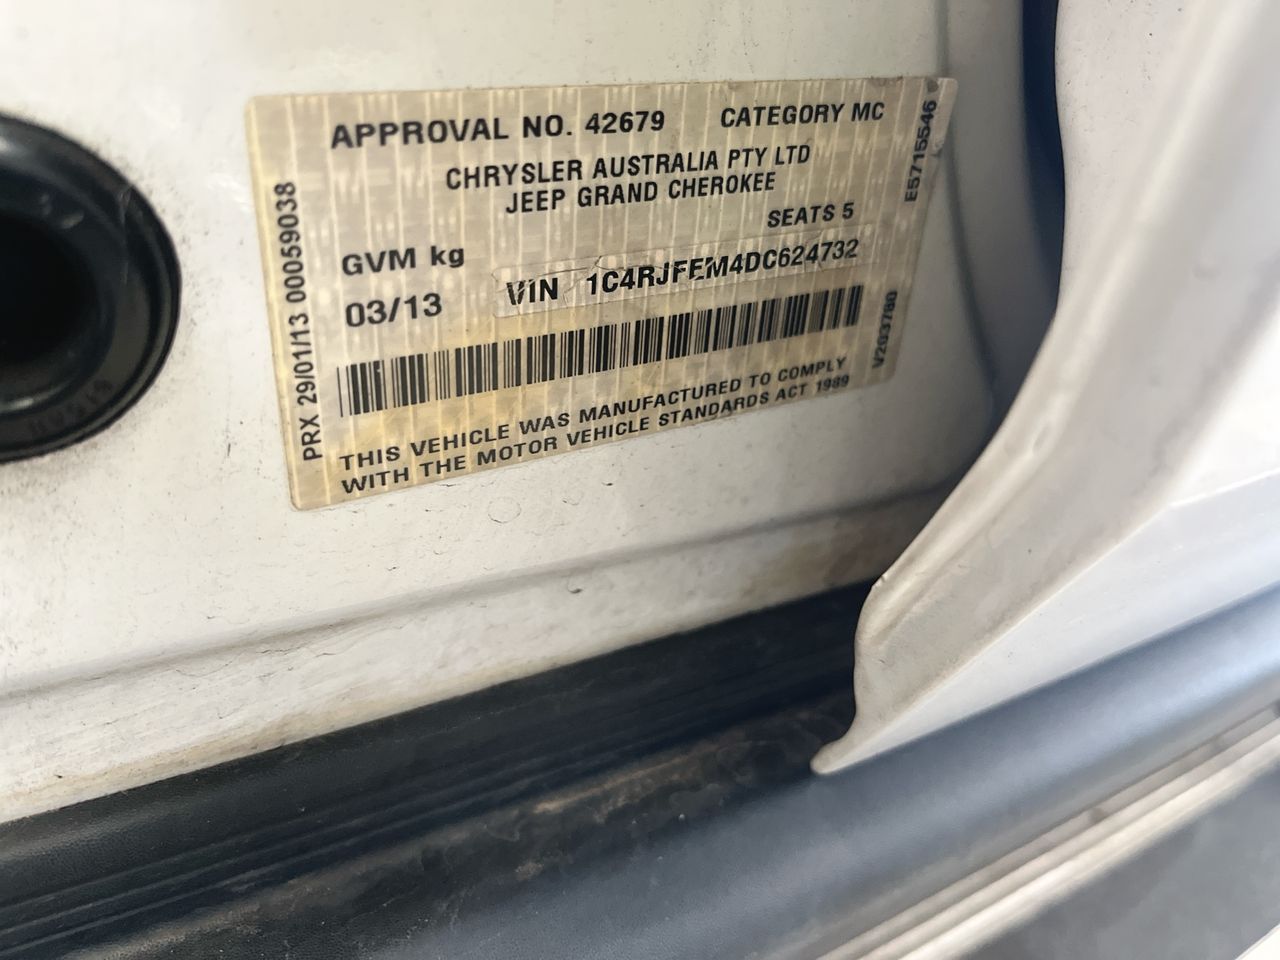 APPROVAL NO. 42679 CATEGORY MC
CHRYSLER AUSTRALIA PTY LTD
JEEP GRAND CHEROKEE
SEATS 5
GVM kg
VIN 1C4RJFEM4DC624732
03/13
THIS VEHICLE WAS MANUFACTURED TO COMPLY
WITH THE MOTOR VEHICLE STANDARDS ACT 1989
PRX 29/01/13 00059038
E5715546
V203780